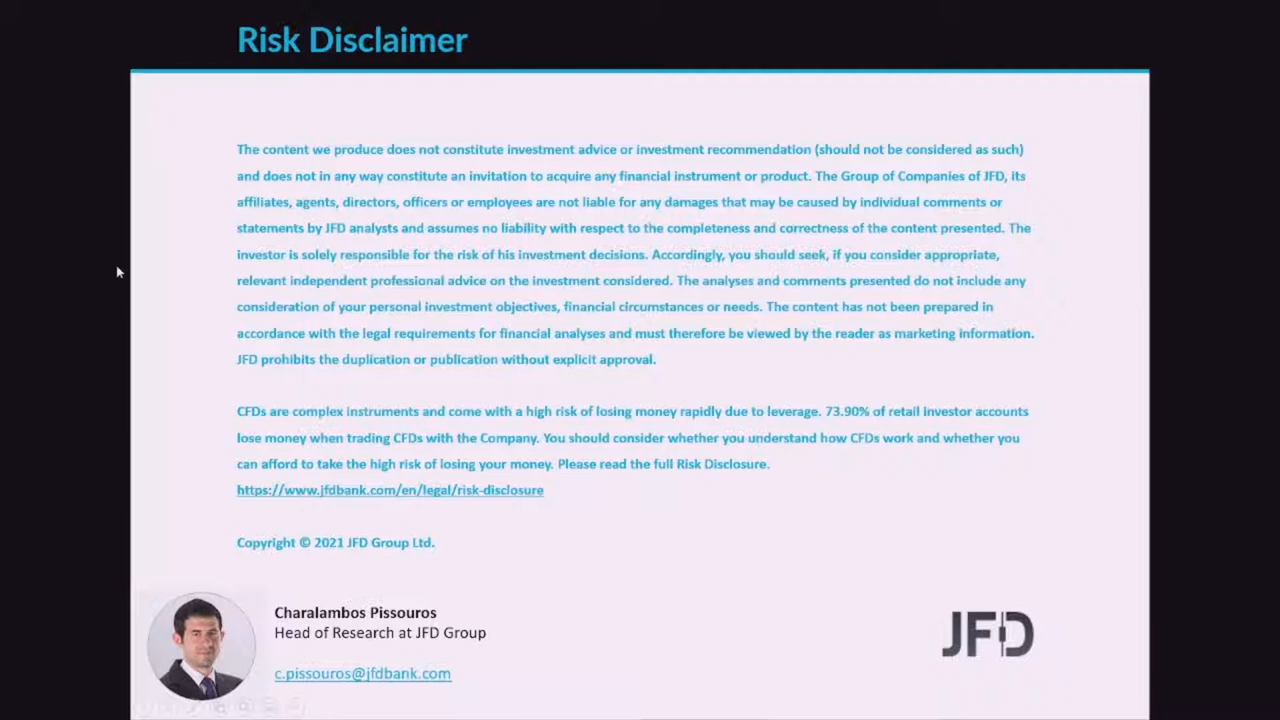 Risk Disclaimer
The content we produce does not constitute investment advice or investment recommendation (should not be considered as such)
and does not in any way constitute an invitation to acquire any financial instrument or product. The Group of Companies of JFD, its
affiliates, agents, directors, officers or employees are not liable for any damages that may be caused by individual comments or
statements by JFD analysts and assumes no liability with respect to the completeness and correctness of the content presented. The
investor is solely responsible for the risk of his investment decisions. Accordingly, you should seek, if you consider appropriate,
relevant independent professional advice on the investment considered. The analyses and comments presented do not include any
consideration of your personal investment objectives, financial circumstances or needs. The content has not been prepared in
accordance with the legal requirements for financial analyses and must therefore be viewed by the reader as marketing information.
JFD prohibits the duplication or publication without explicit approval.
CFDs are complex instruments and come with a high risk of losing money rapidly due to leverage. 73.90% of retail investor accounts
lose money when trading CFDs with the Company. You should consider whether you understand how CFDs work and whether you
can afford to take the high risk of losing your money. Please read the full Risk Disclosure.
https://www.jfdbank.com/en/legal/risk-disclosure
Copyright © 2021 JFD Group Ltd.
Charalambos Pissouros
Head of Research at JFD Group
c.pissouros@jfdbank.com
JFD